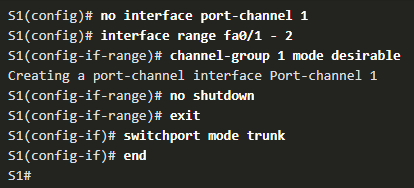 S1(config)# no interface port-channel 1
S1(config)# interface range fa0/1 - 2
S1(config-if-range)# channel-group 1 mode desirable
Creating a port-channel interface Port-channel 1
S1(config-if-range)# no shutdown
S1(config-if-range)# exit
S1(config-if)# switchport mode trunk
S1(config-if)# end
S1#